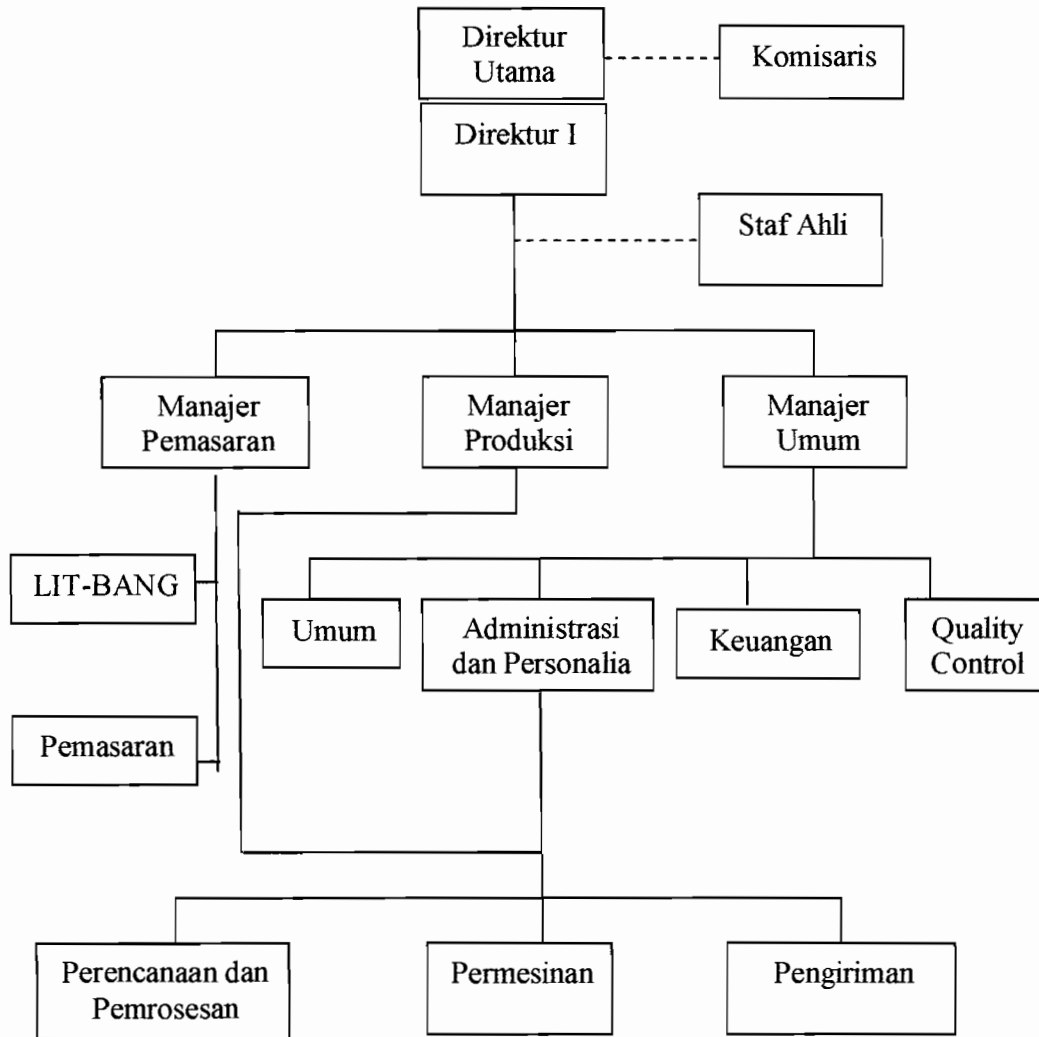 Direktur
Utama
Komisaris
Direktur I
Staf Ahli
Manajer
Pemasaran
Manajer
Produksi
Manajer
Umum
LIT-BANG
Umum
Administrasi
dan Personalia
Keuangan
Quality
Control
Pemasaran
Perencanaan dan
Pemrosesan
Permesinan
Pengiriman